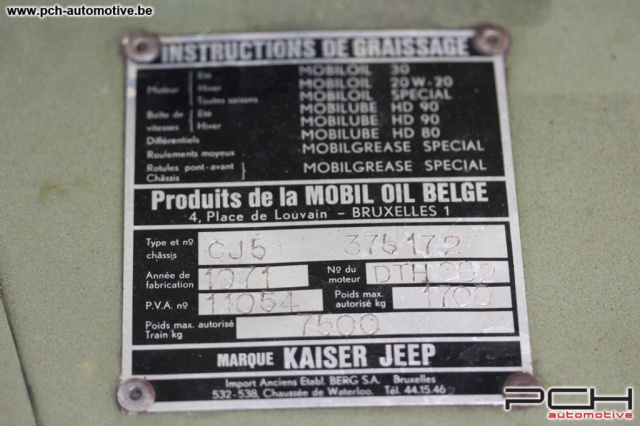 www.pch-automotive.be
INSTRUCTIONS DE GRAISSAGE
Moteur { Eté MOBILOIL 30
Hiver MOBILOIL 20 W-20
Toutes saisons MOBILOIL SPECIAL
Boîte de { Eté MOBILUBE HD 90
vitesses { Hiver MOBILUBE HD 90
Différentiels MOBILUBE HD 80
Roulements moyeux MOBILGREASE SPECIAL
Rotules pont-avant } MOBILGREASE SPECIAL
Châssis
Produits de la MOBIL OIL BELGE
4, Place de Louvain - BRUXELLES 1
Type et nº châssis CJ5 375172
Année de fabrication 1971 Nº du moteur DTH
P.V.A. nº 11054 Poids max. autorisé kg 1700
Poids max. autorisé Train kg 7500
MARQUE KAISER JEEP
Import Anciens Etabl. BERG S.A. Bruxelles
532-538, Chaussée de Waterloo. Tél. 44.15.46
PCH
automotive